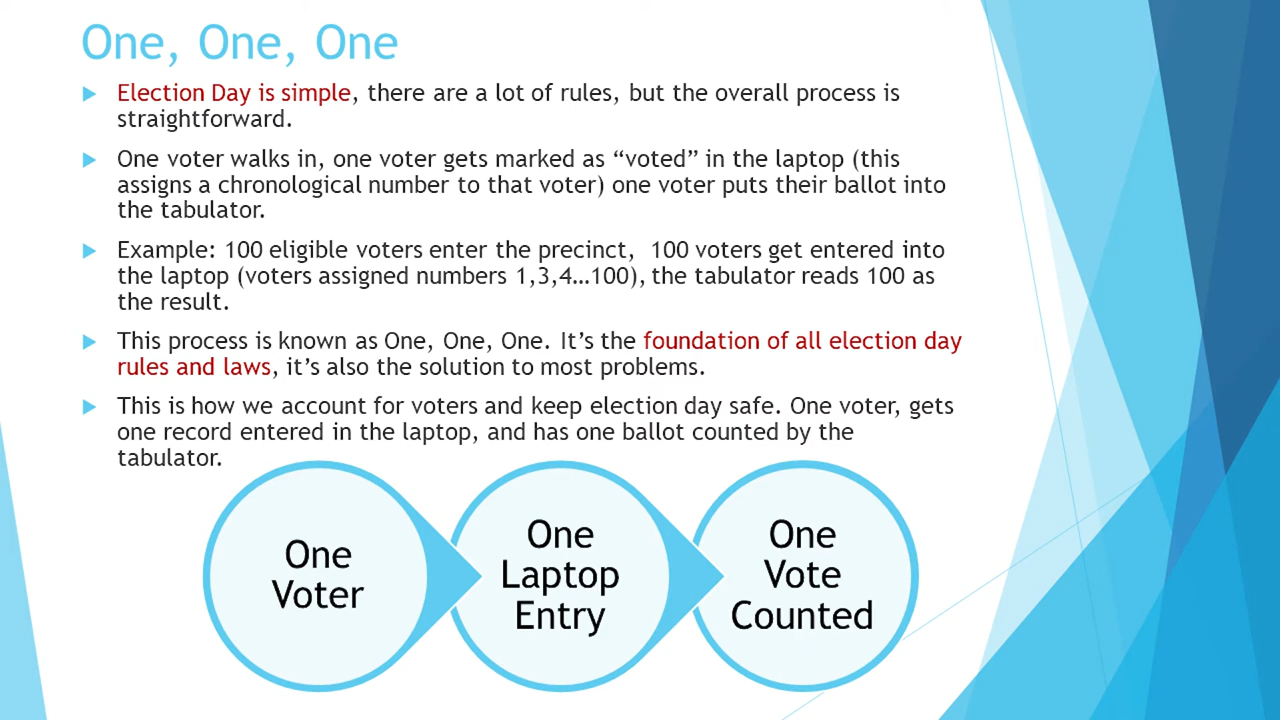 One, One, One
Election Day is simple, there are a lot of rules, but the overall process is
straightforward.
One voter walks in, one voter gets marked as “voted” in the laptop (this
assigns a chronological number to that voter) one voter puts their ballot into
the tabulator.
Example: 100 eligible voters enter the precinct,  100 voters get entered into
the laptop (voters assigned numbers 1,3,4…100), the tabulator reads 100 as
the result.
This process is known as One, One, One. It’s the foundation of all election day
rules and laws, it’s also the solution to most problems.
This is how we account for voters and keep election day safe. One voter, gets
one record entered in the laptop, and has one ballot counted by the
tabulator.
One
Voter
One
Laptop
Entry
One
Vote
Counted